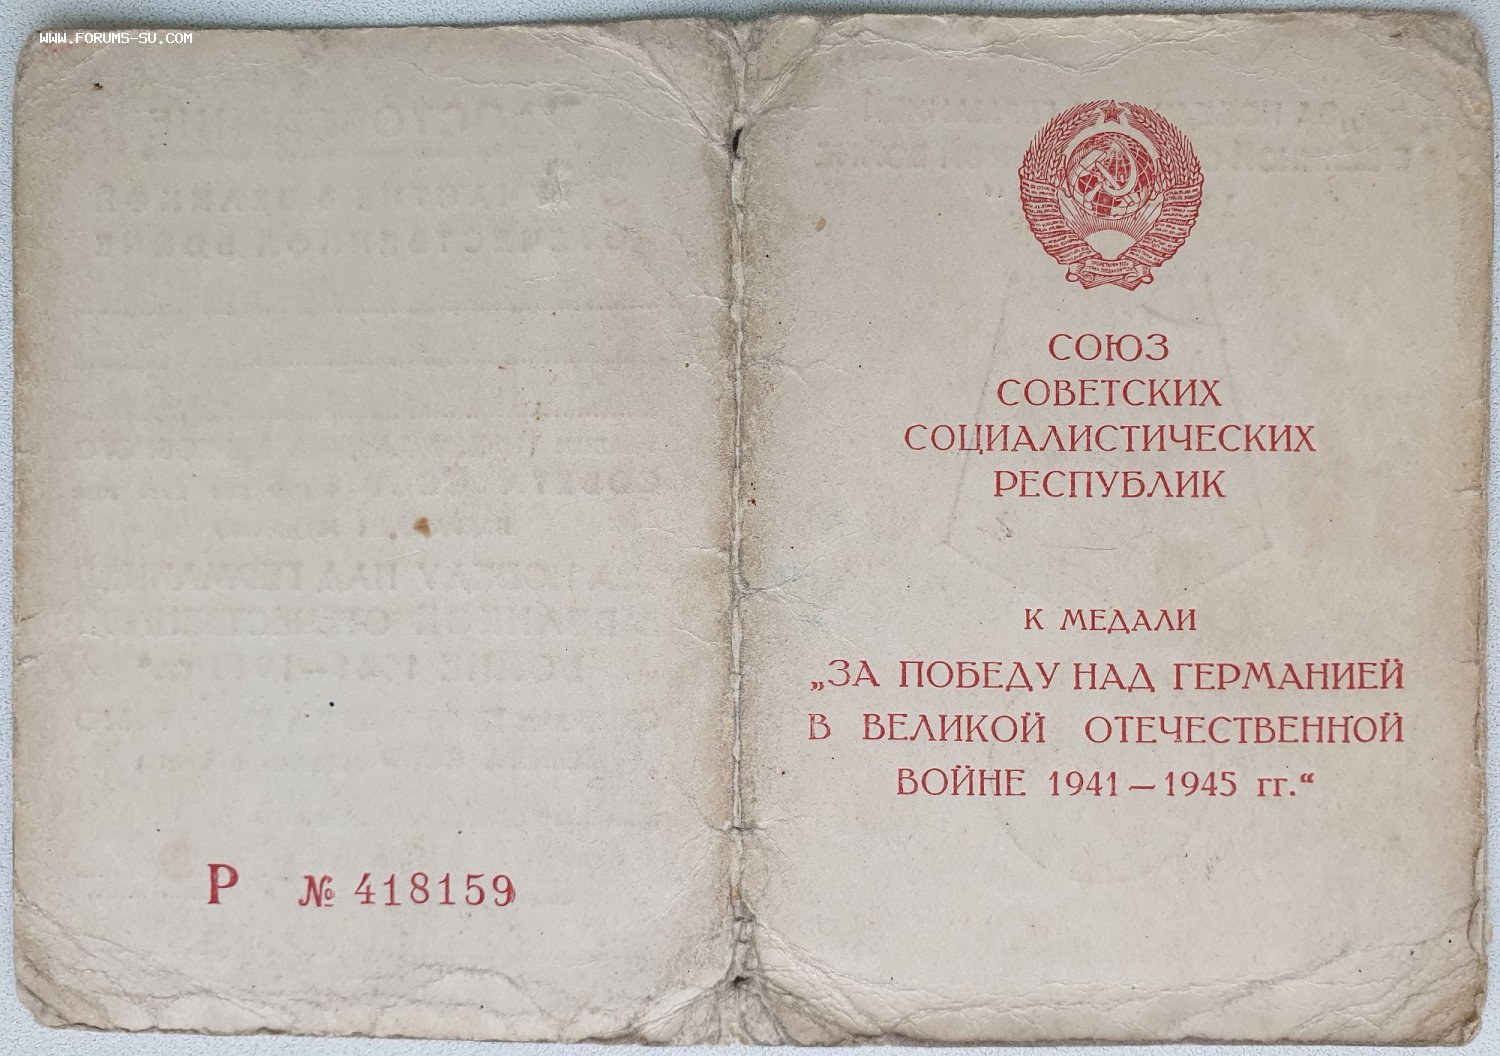 WWW.FORUMS-SU.COM
Р № 418159
СОЮЗ
СОВЕТСКИХ
СОЦИАЛИСТИЧЕСКИХ
РЕСПУБЛИК
К МЕДАЛИ
„ЗА ПОБЕДУ НАД ГЕРМАНИЕЙ
В ВЕЛИКОЙ ОТЕЧЕСТВЕННОЙ
ВОЙНЕ 1941—1945 гг.“